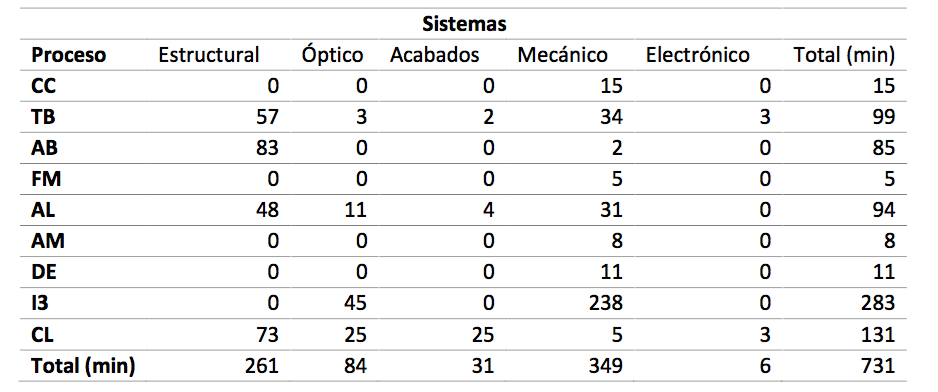 Sistemas
Proceso Estructural Óptico Acabados Mecánico Electrónico Total (min)
CC 0 0 0 15 0 15
TB 57 3 2 34 3 99
AB 83 0 0 2 0 85
FM 0 0 0 5 0 5
AL 48 11 4 31 0 94
AM 0 0 0 8 0 8
DE 0 0 0 11 0 11
I3 0 45 0 238 0 283
CL 73 25 25 5 3 131
Total (min) 261 84 31 349 6 731